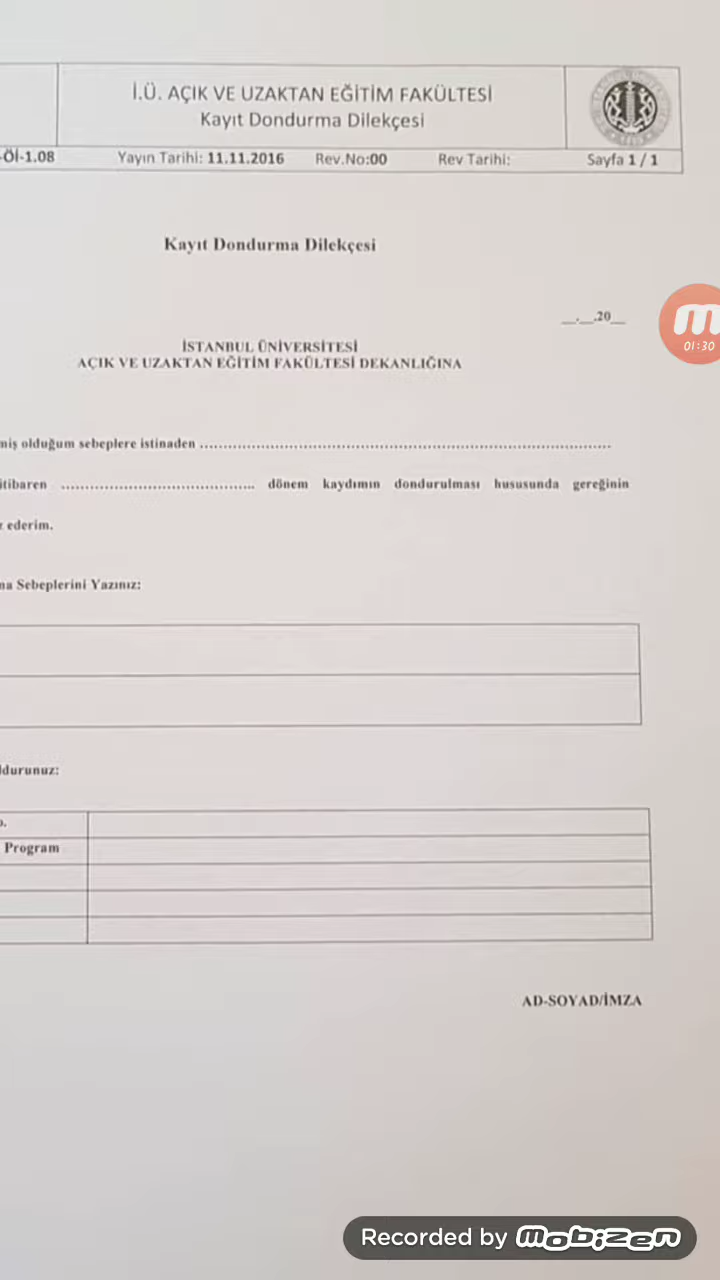 İ.Ü. AÇIK VE UZAKTAN EĞİTİM FAKÜLTESİ
Kayıt Dondurma Dilekçesi
-Öİ-1.08 Yayın Tarihi: 11.11.2016 Rev.No:00 Rev Tarihi: Sayfa 1 / 1
Kayıt Dondurma Dilekçesi
__.__.20__
İSTANBUL ÜNİVERSİTESİ
AÇIK VE UZAKTAN EĞİTİM FAKÜLTESİ DEKANLIĞINA
miş olduğum sebeplere istinaden ........................................................................................
itibaren ......................................... dönem kaydımın dondurulması hususunda gereğinin
ederim.
ma Sebeplerini Yazınız:
ldurunuz:
Program
AD-SOYAD/İMZA
01:30
Recorded by mobizen